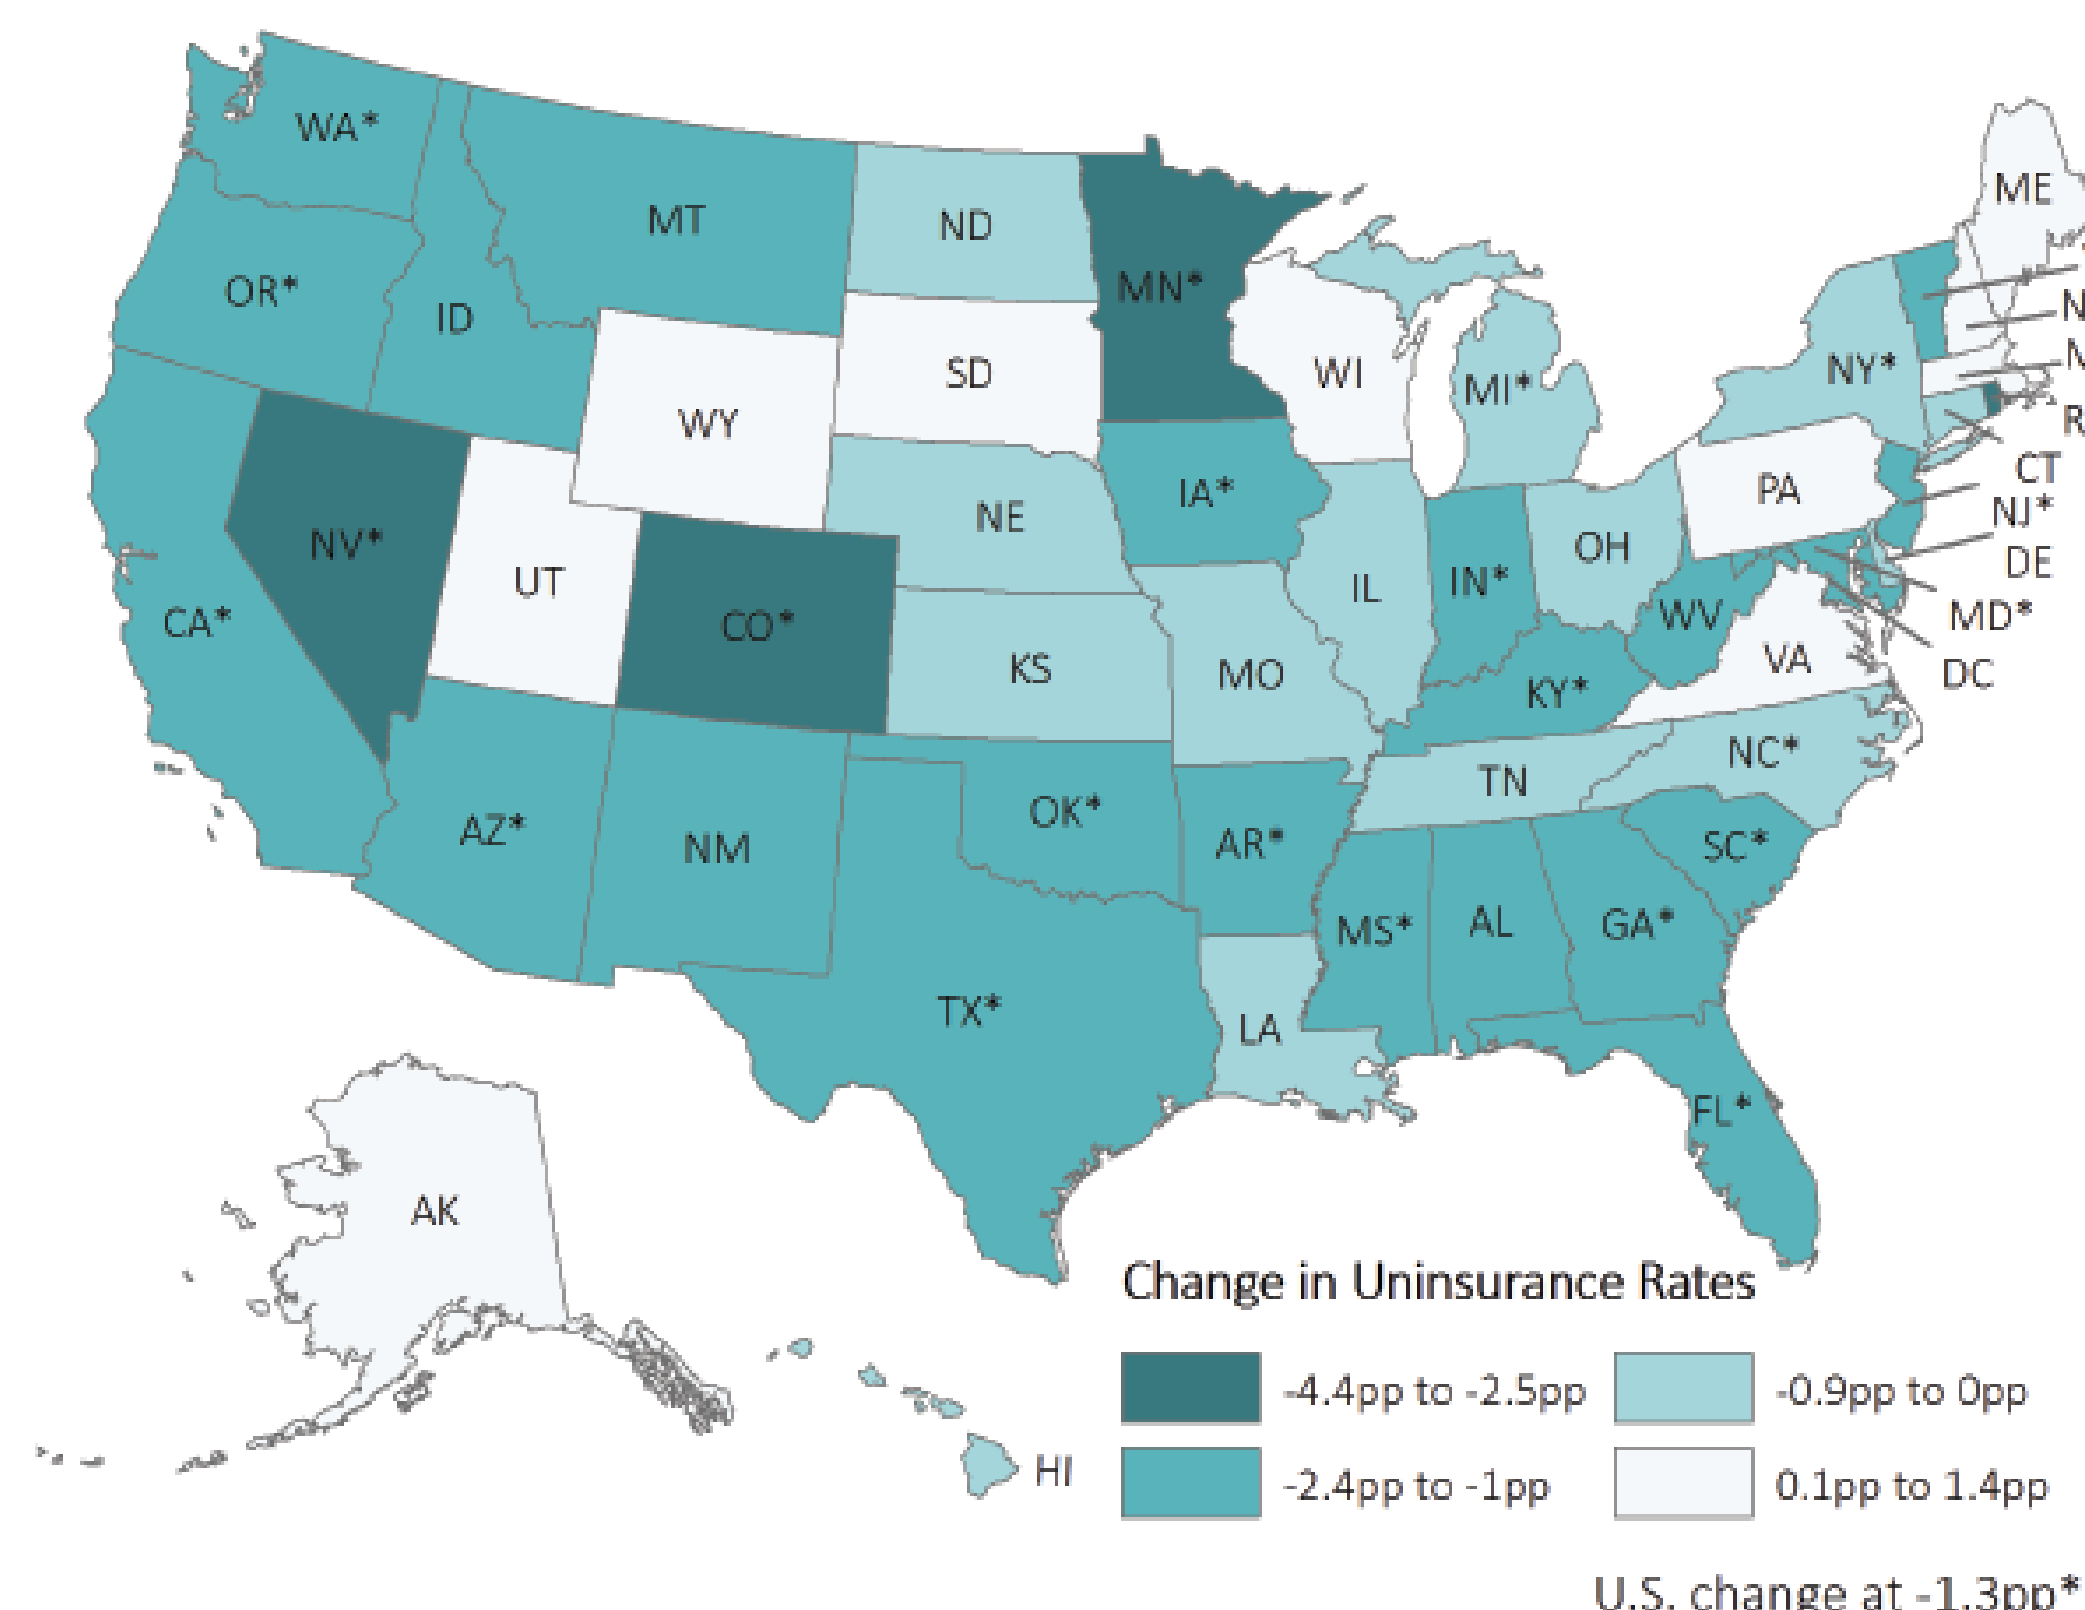 WA*
ME
MT
ND
OR*
MN*
ID
N
SD
WI
NY*
M
MI*
WY
R
CT
IA*
PA
NE
NJ*
NV*
OH
DE
UT
IL
IN*
CA*
CO*
WV
MD*
KS
MO
VA
DC
KY*
NC*
TN
OK*
AZ*
NM
AR*
SC*
MS*
AL
GA*
TX*
LA
FL*
AK
Change in Uninsurance Rates
-4.4pp to -2.5pp
-0.9pp to 0pp
HI
-2.4pp to -1pp
0.1pp to 1.4pp
U.S. change at -1.3pp*